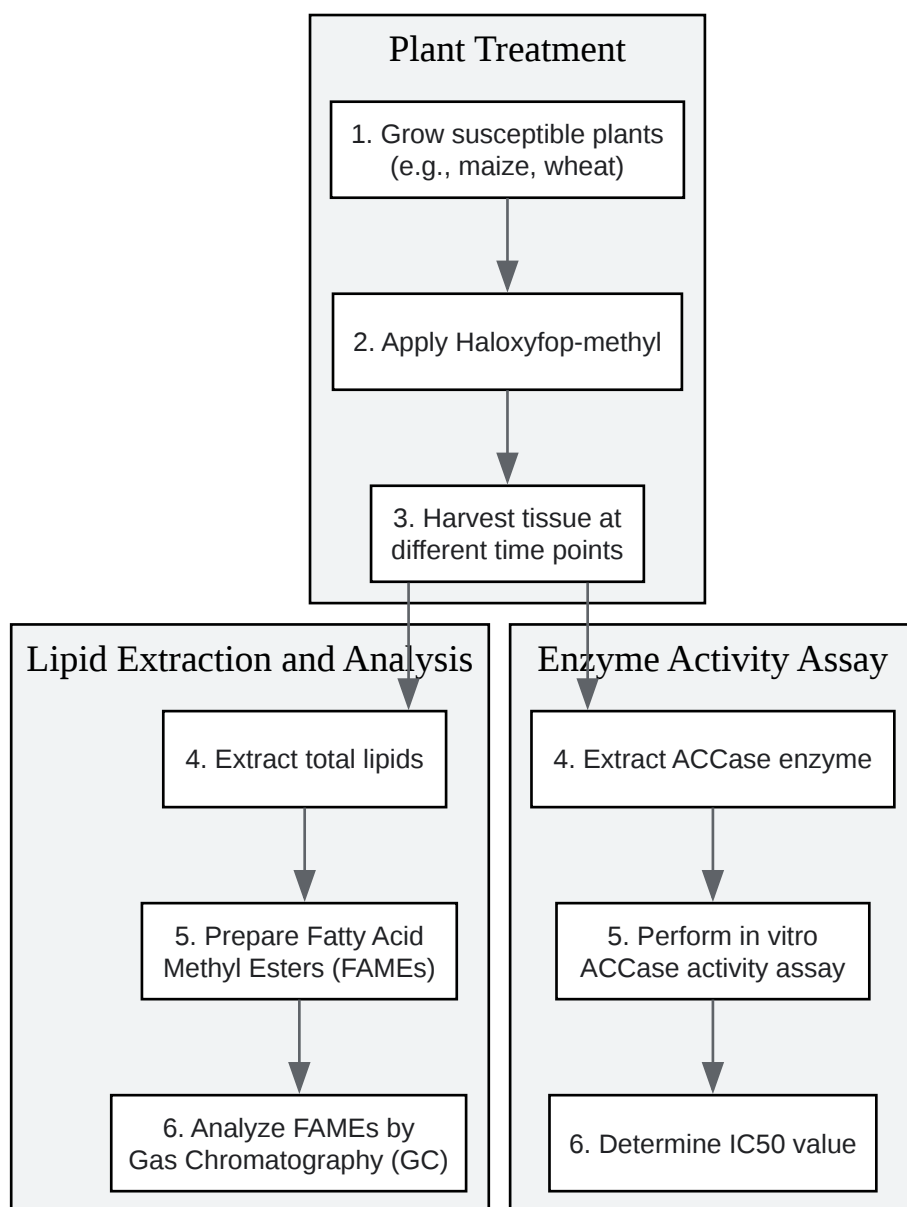 Plant Treatment
1. Grow susceptible plants
(e.g., maize, wheat)
2. Apply Haloxyfop-methyl
3. Harvest tissue at
different time points
Lipid Extraction and Analysis
4. Extract total lipids
5. Prepare Fatty Acid
Methyl Esters (FAMEs)
6. Analyze FAMEs by
Gas Chromatography (GC)
Enzyme Activity Assay
4. Extract ACCase enzyme
5. Perform in vitro
ACCase activity assay
6. Determine IC50 value